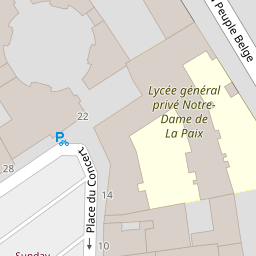 Peuple Belge
Lycée général
privé Notre-
Dame de
La Paix
22
P
28
Place du Concert
14
10
Sunday